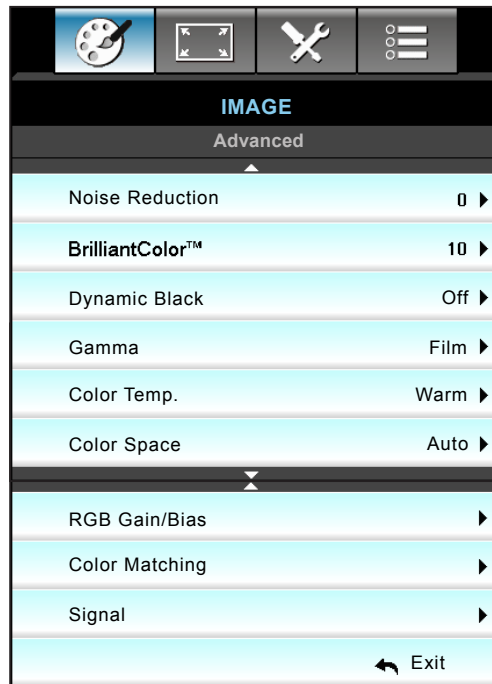 IMAGE
Advanced
Noise Reduction 0
BrilliantColor™ 10
Dynamic Black Off
Gamma Film
Color Temp. Warm
Color Space Auto
RGB Gain/Bias
Color Matching
Signal
Exit